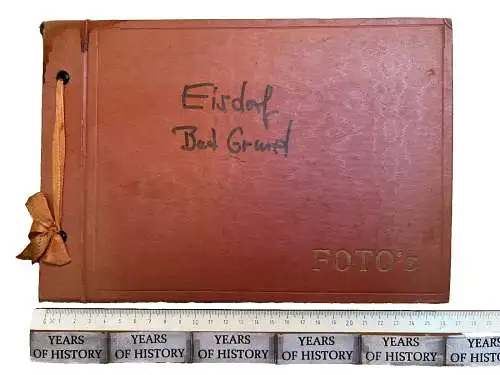 Eisdorf
Bad Grund
FOTO's
YEARS OF HISTORY YEARS OF HISTORY YEARS OF HISTORY YEARS OF HISTORY YEARS OF HISTORY